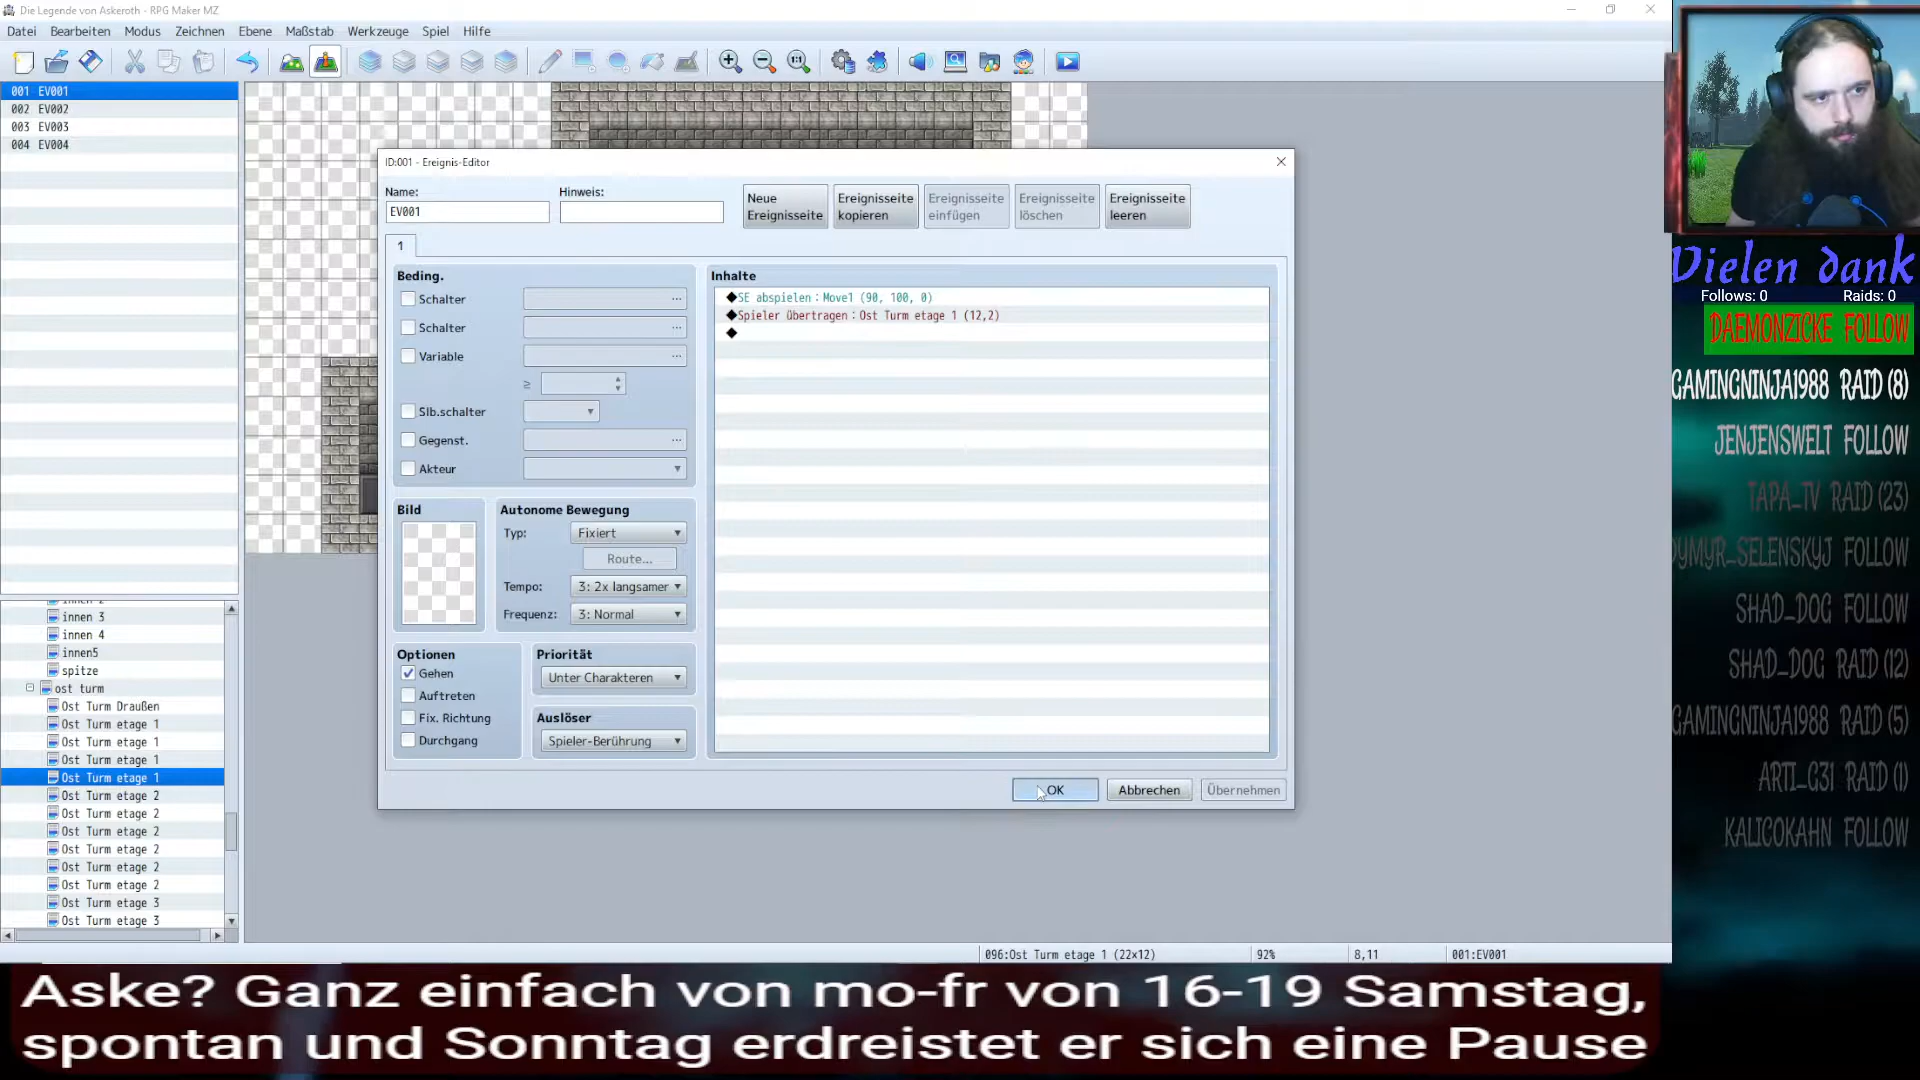 Die Legende von Askeroth - RPG Maker MZ
Datei Bearbeiten Modus Zeichnen Ebene Maßstab Werkzeuge Spiel Hilfe
1:1
001 EV001
002 EV002
003 EV003
004 EV004
ID:001 - Ereignis-Editor
Name:
Hinweis:
EV001
Neue Ereignisseite
Ereignisseite kopieren
Ereignisseite einfügen
Ereignisseite löschen
Ereignisseite leeren
1
Beding.
Schalter
Schalter
Variable
≥
Slb.schalter
Gegenst.
Akteur
Inhalte
◆SE abspielen：Move1 (90, 100, 0)
◆Spieler übertragen：Ost Turm etage 1 (12,2)
◆
Bild
Autonome Bewegung
Typ: Fixiert
Route...
Tempo: 3: 2x langsamer
Frequenz: 3: Normal
Optionen
Gehen
Auftreten
Fix. Richtung
Durchgang
Priorität
Unter Charakteren
Auslöser
Spieler-Berührung
OK
Abbrechen
Übernehmen
innen 3
innen 4
innen5
spitze
ost turm
Ost Turm Draußen
Ost Turm etage 1
Ost Turm etage 1
Ost Turm etage 1
Ost Turm etage 1
Ost Turm etage 2
Ost Turm etage 2
Ost Turm etage 2
Ost Turm etage 2
Ost Turm etage 2
Ost Turm etage 2
Ost Turm etage 3
Ost Turm etage 3
096:Ost Turm etage 1 (22x12)
92%
8,11
001:EV001
Vielen dank
Follows: 0 Raids: 0
DAEMONZICKE FOLLOW
GAMINGNINJA1988 RAID (8)
JENJENSWELT FOLLOW
TAPA_TV RAID (23)
DYMYR_SELENSKYJ FOLLOW
SHAD_DOG FOLLOW
SHAD_DOG RAID (12)
GAMINGNINJA1988 RAID (5)
ARTI_G31 RAID (1)
KALICOKAHN FOLLOW
Aske? Ganz einfach von mo-fr von 16-19 Samstag,
spontan und Sonntag erdreistet er sich eine Pause